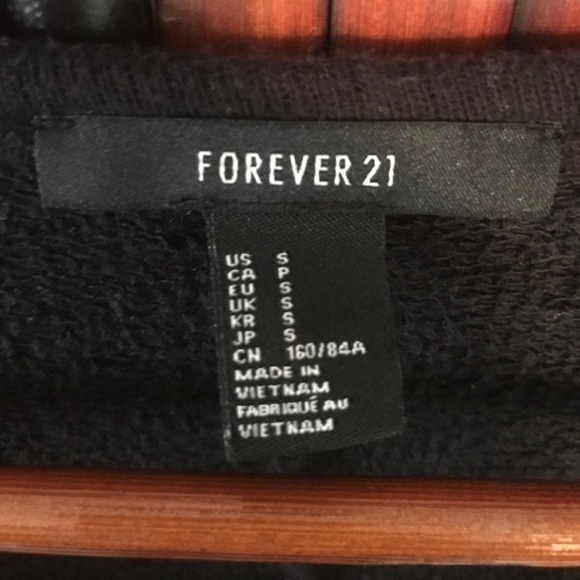 FOREVER 21
US S
CA P
EU S
UK S
KR S
JP S
CN 160/84A
MADE IN
VIETNAM
FABRIQUÉ AU
VIETNAM